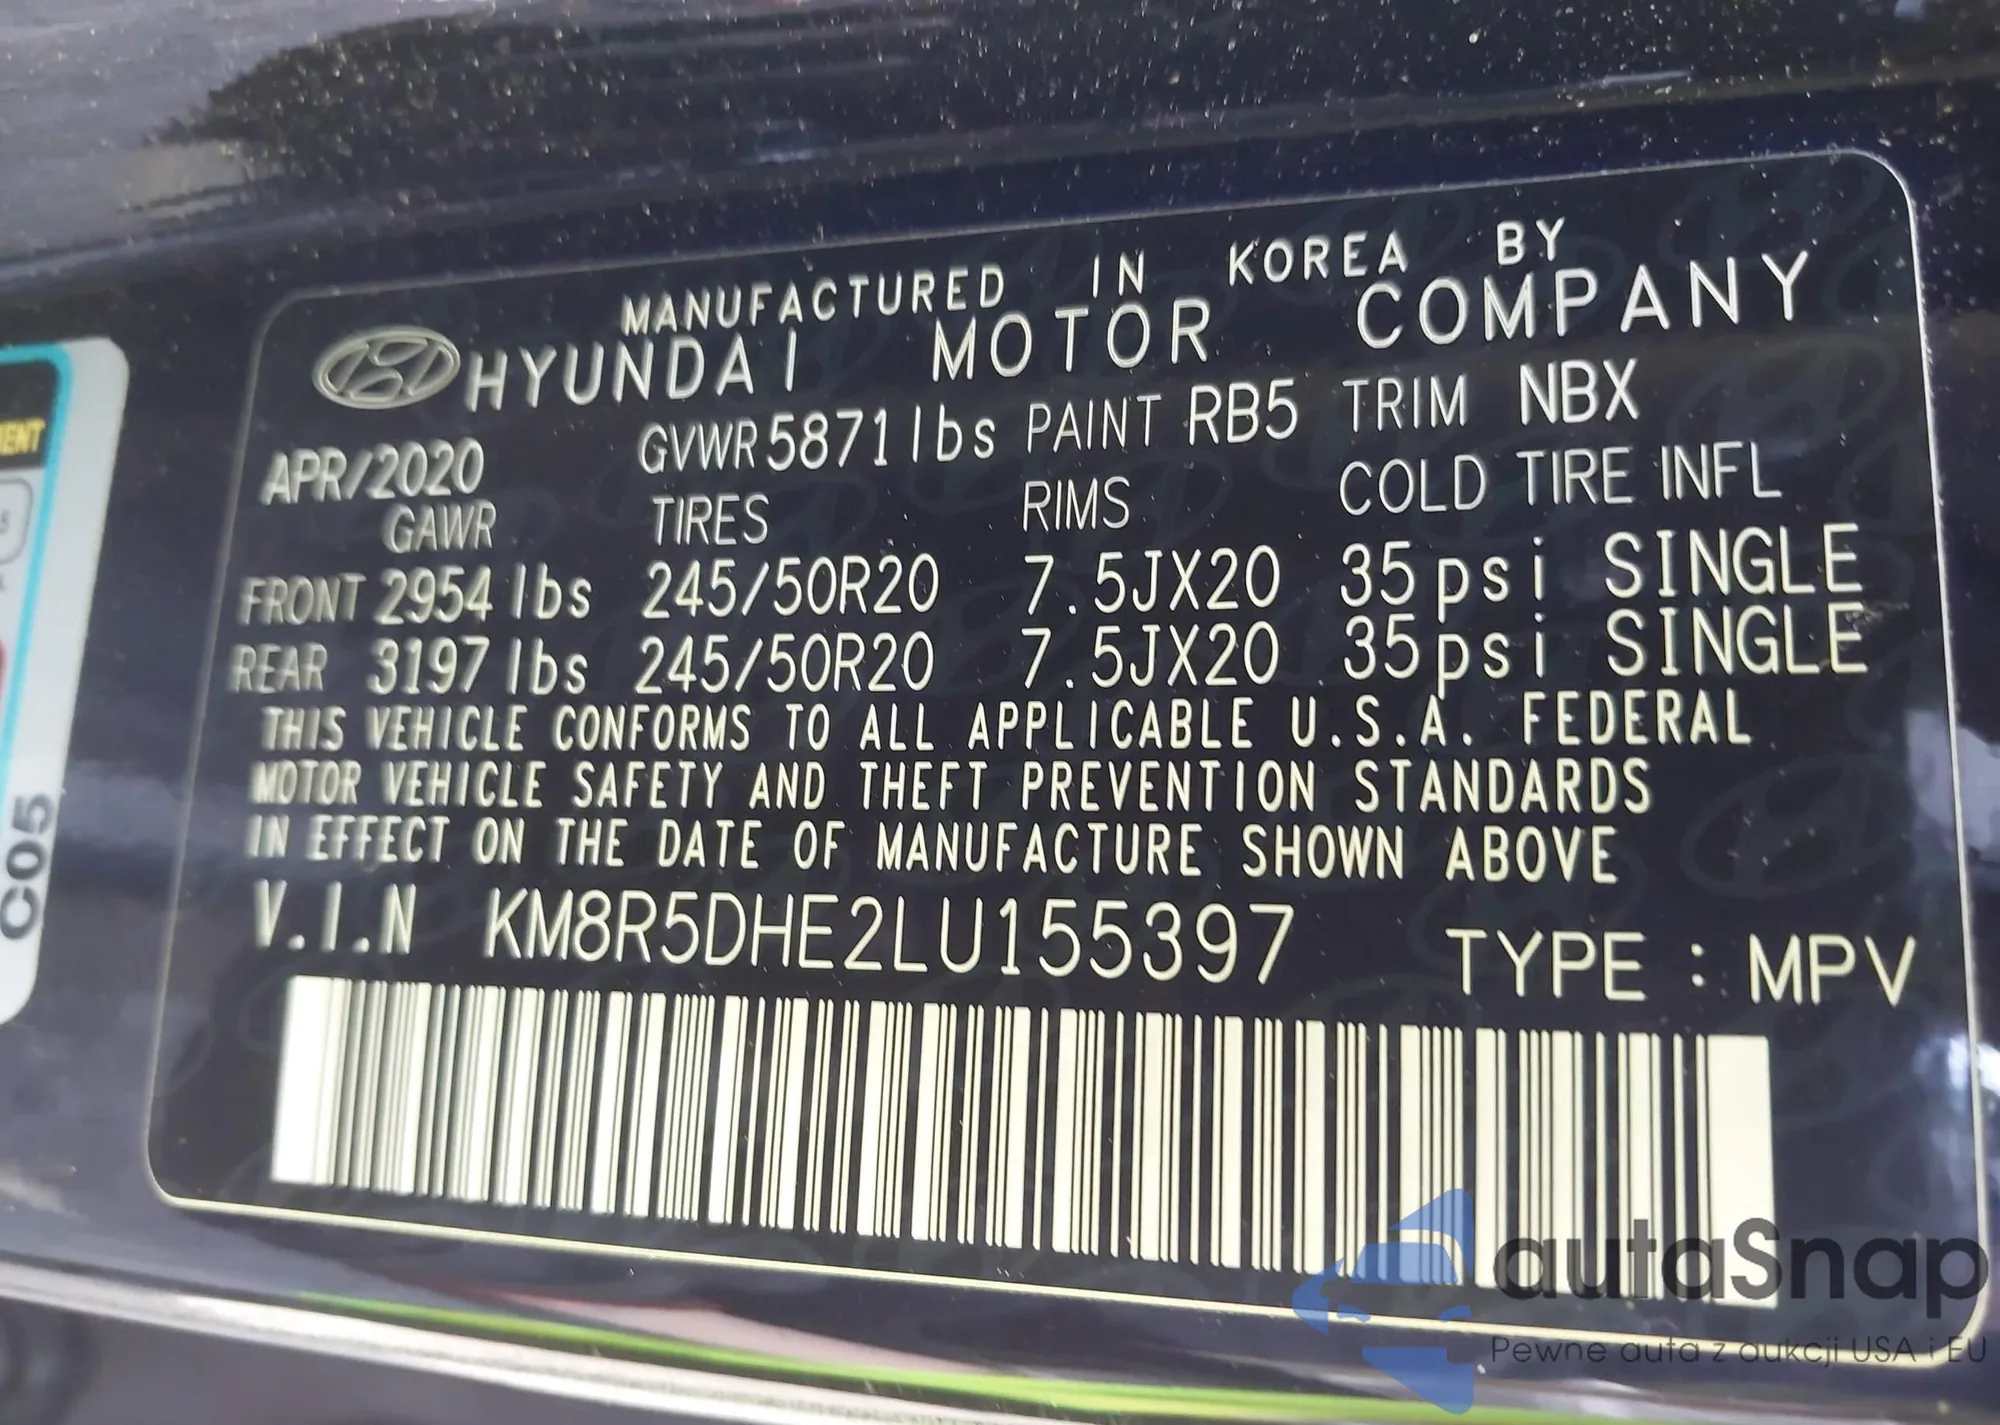 MANUFACTURED IN KOREA BY
HYUNDAI MOTOR COMPANY
APR/2020 GVWR 5871 lbs PAINT RB5 TRIM NBX
GAWR TIRES RIMS COLD TIRE INFL
FRONT 2954 lbs 245/50R20 7.5JX20 35psi SINGLE
REAR 3197 lbs 245/50R20 7.5JX20 35psi SINGLE
THIS VEHICLE CONFORMS TO ALL APPLICABLE U.S.A. FEDERAL
MOTOR VEHICLE SAFETY AND THEFT PREVENTION STANDARDS
IN EFFECT ON THE DATE OF MANUFACTURE SHOWN ABOVE
V.I.N KM8R5DHE2LU155397 TYPE : MPV
C05
autaSnap
Pewne auta z aukcji USA i EU